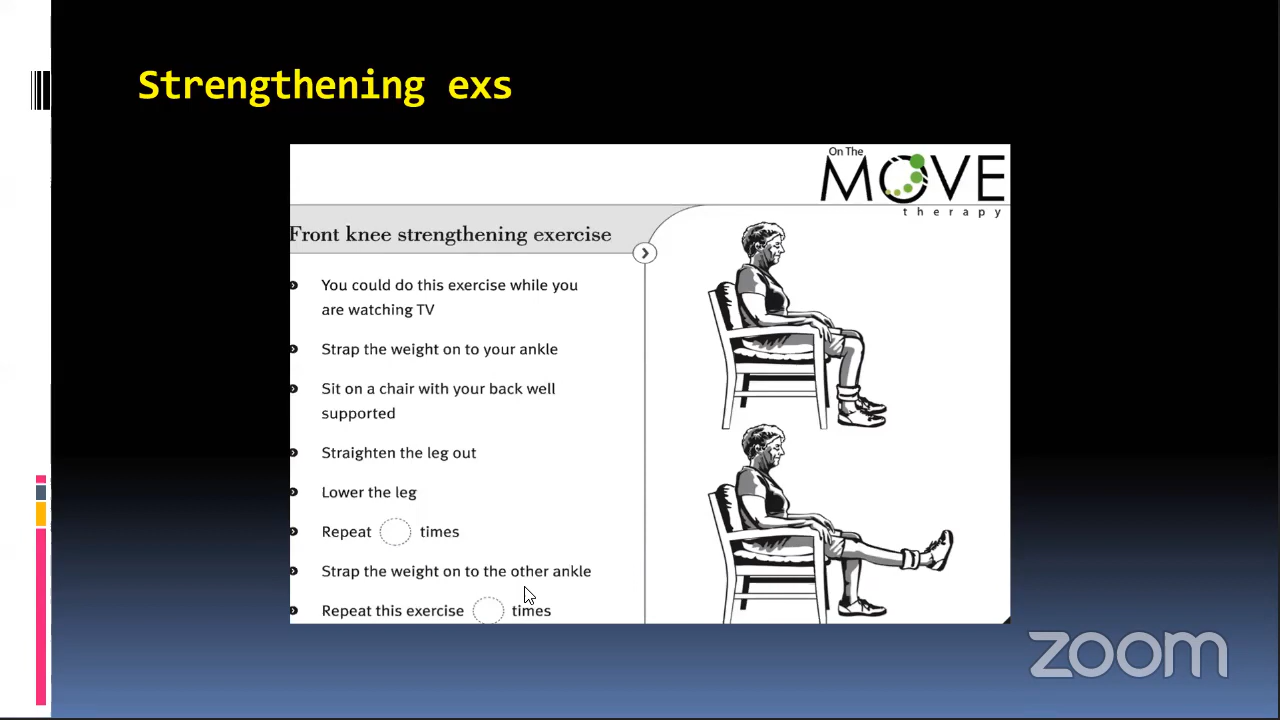 Strengthening exs
On The
MOVE
therapy
Front knee strengthening exercise
You could do this exercise while you
are watching TV
Strap the weight on to your ankle
Sit on a chair with your back well
supported
Straighten the leg out
Lower the leg
Repeat times
Strap the weight on to the other ankle
Repeat this exercise times
zoom